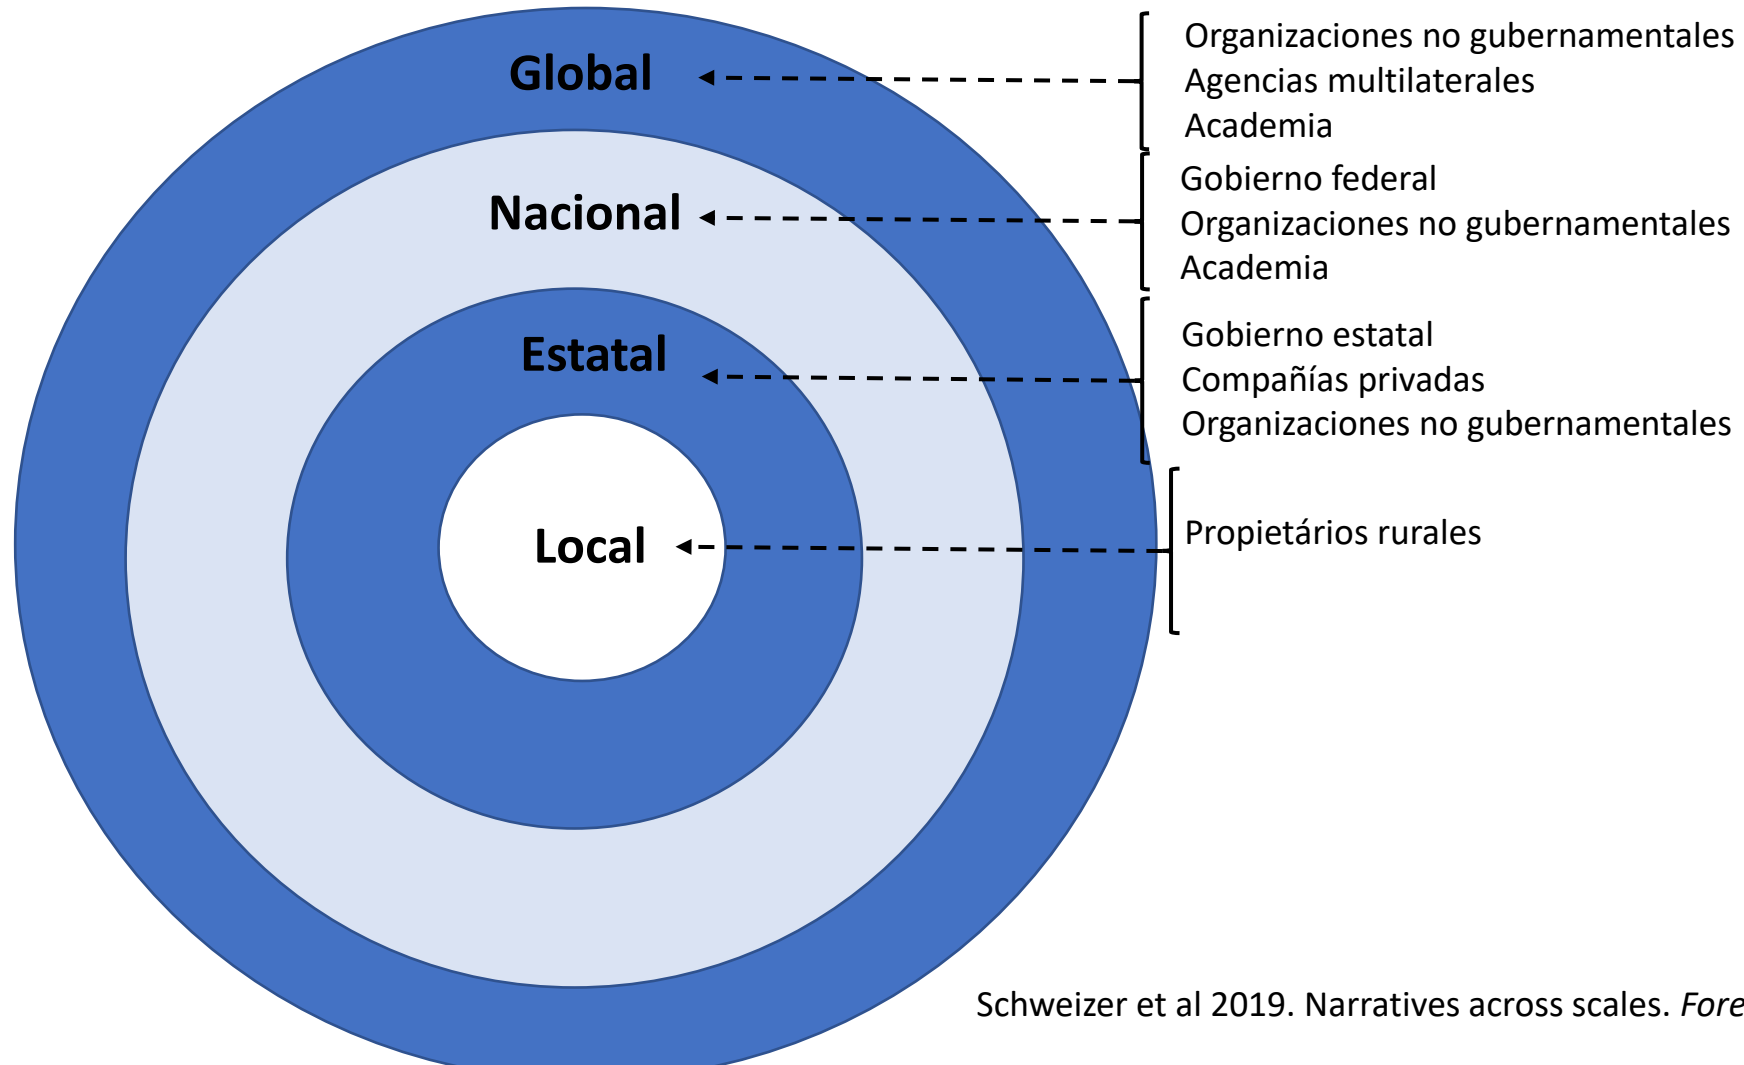 Global
Organizaciones no gubernamentales
Agencias multilaterales
Academia
Nacional
Gobierno federal
Organizaciones no gubernamentales
Academia
Estatal
Gobierno estatal
Compañías privadas
Organizaciones no gubernamentales
Local
Propietários rurales
Schweizer et al 2019. Narratives across scales. Fore